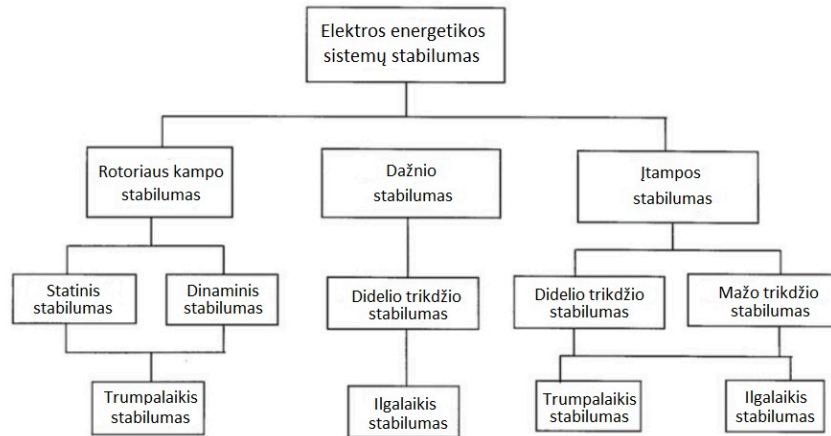 Elektros energetikos
sistemų stabilumas
Rotoriaus kampo
stabilumas
Dažnio
stabilumas
Įtampos
stabilumas
Statinis
stabilumas
Dinaminis
stabilumas
Didelio trikdžio
stabilumas
Didelio trikdžio
stabilumas
Mažo trikdžio
stabilumas
Trumpalaikis
stabilumas
Ilgalaikis
stabilumas
Trumpalaikis
stabilumas
Ilgalaikis
stabilumas